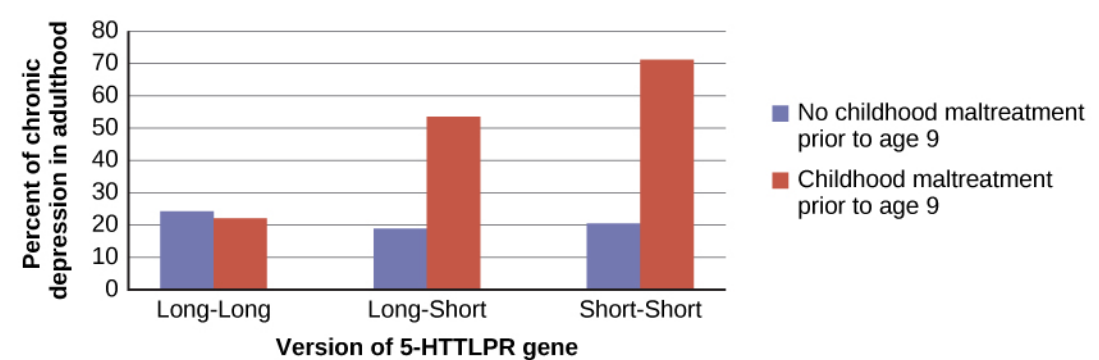 Percent of chronic
depression in adulthood
80
70
60
50
40
30
20
10
0
Long-Long
Long-Short
Short-Short
Version of 5-HTTLPR gene
No childhood maltreatment
prior to age 9
Childhood maltreatment
prior to age 9